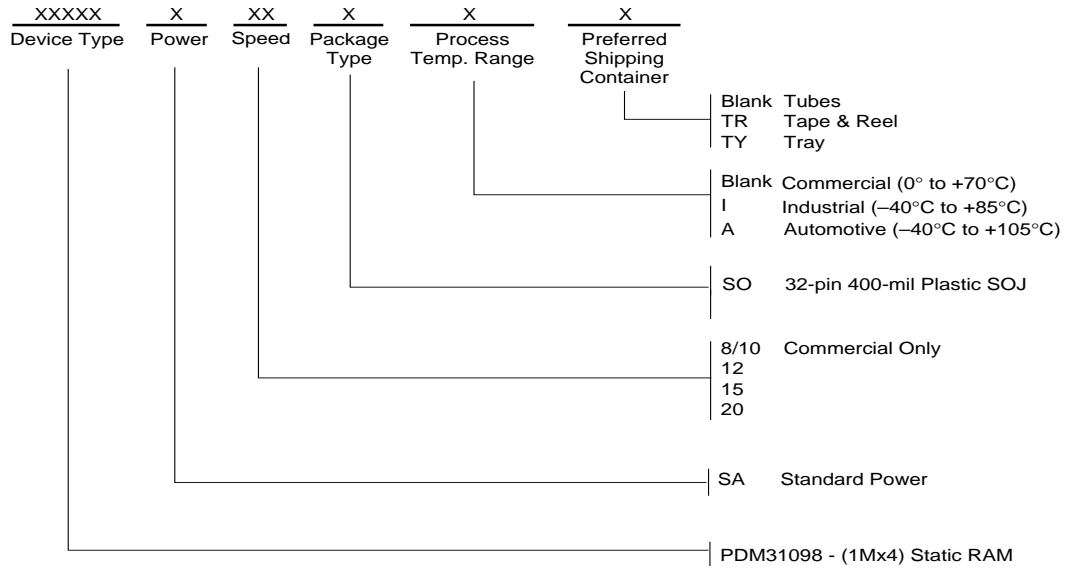 XXXXX X XX X X X
Device Type Power Speed Package Type Process Temp. Range Preferred Shipping Container
Blank Tubes
TR Tape & Reel
TY Tray
Blank Commercial (0° to +70°C)
I Industrial (–40°C to +85°C)
A Automotive (–40°C to +105°C)
SO 32-pin 400-mil Plastic SOJ
8/10 Commercial Only
12
15
20
SA Standard Power
PDM31098 - (1Mx4) Static RAM